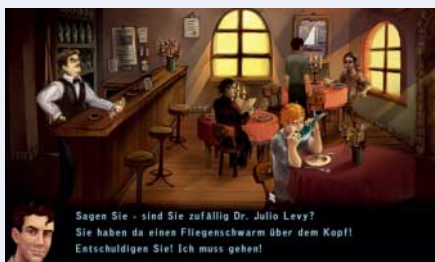 Sagen Sie - sind Sie zufällig Dr. Julio Levy?
Sie haben da einen Fliegenschwarm über dem Kopf!
Entschuldigen Sie! Ich muss gehen!